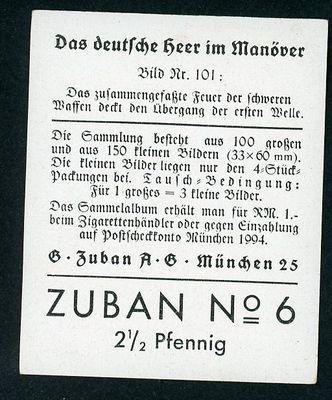 Das deutsche Heer im Manöver
Bild Nr. 101:
Das zusammengefaßte Feuer der schweren
Waffen deckt den Übergang der ersten Welle.
Die Sammlung besteht aus 100 großen
und aus 150 kleinen Bildern (33×60 mm).
Die kleinen Bilder liegen nur den 4-Stück-
Packungen bei. Tausch-Bedingung:
Für 1 großes = 3 kleine Bilder.
Das Sammelalbum erhält man für RM. 1.-
beim Zigarettenhändler oder gegen Einzahlung
auf Postscheckkonto München 1994.
G. Zuban A.G. München 25
ZUBAN No 6
2½ Pfennig